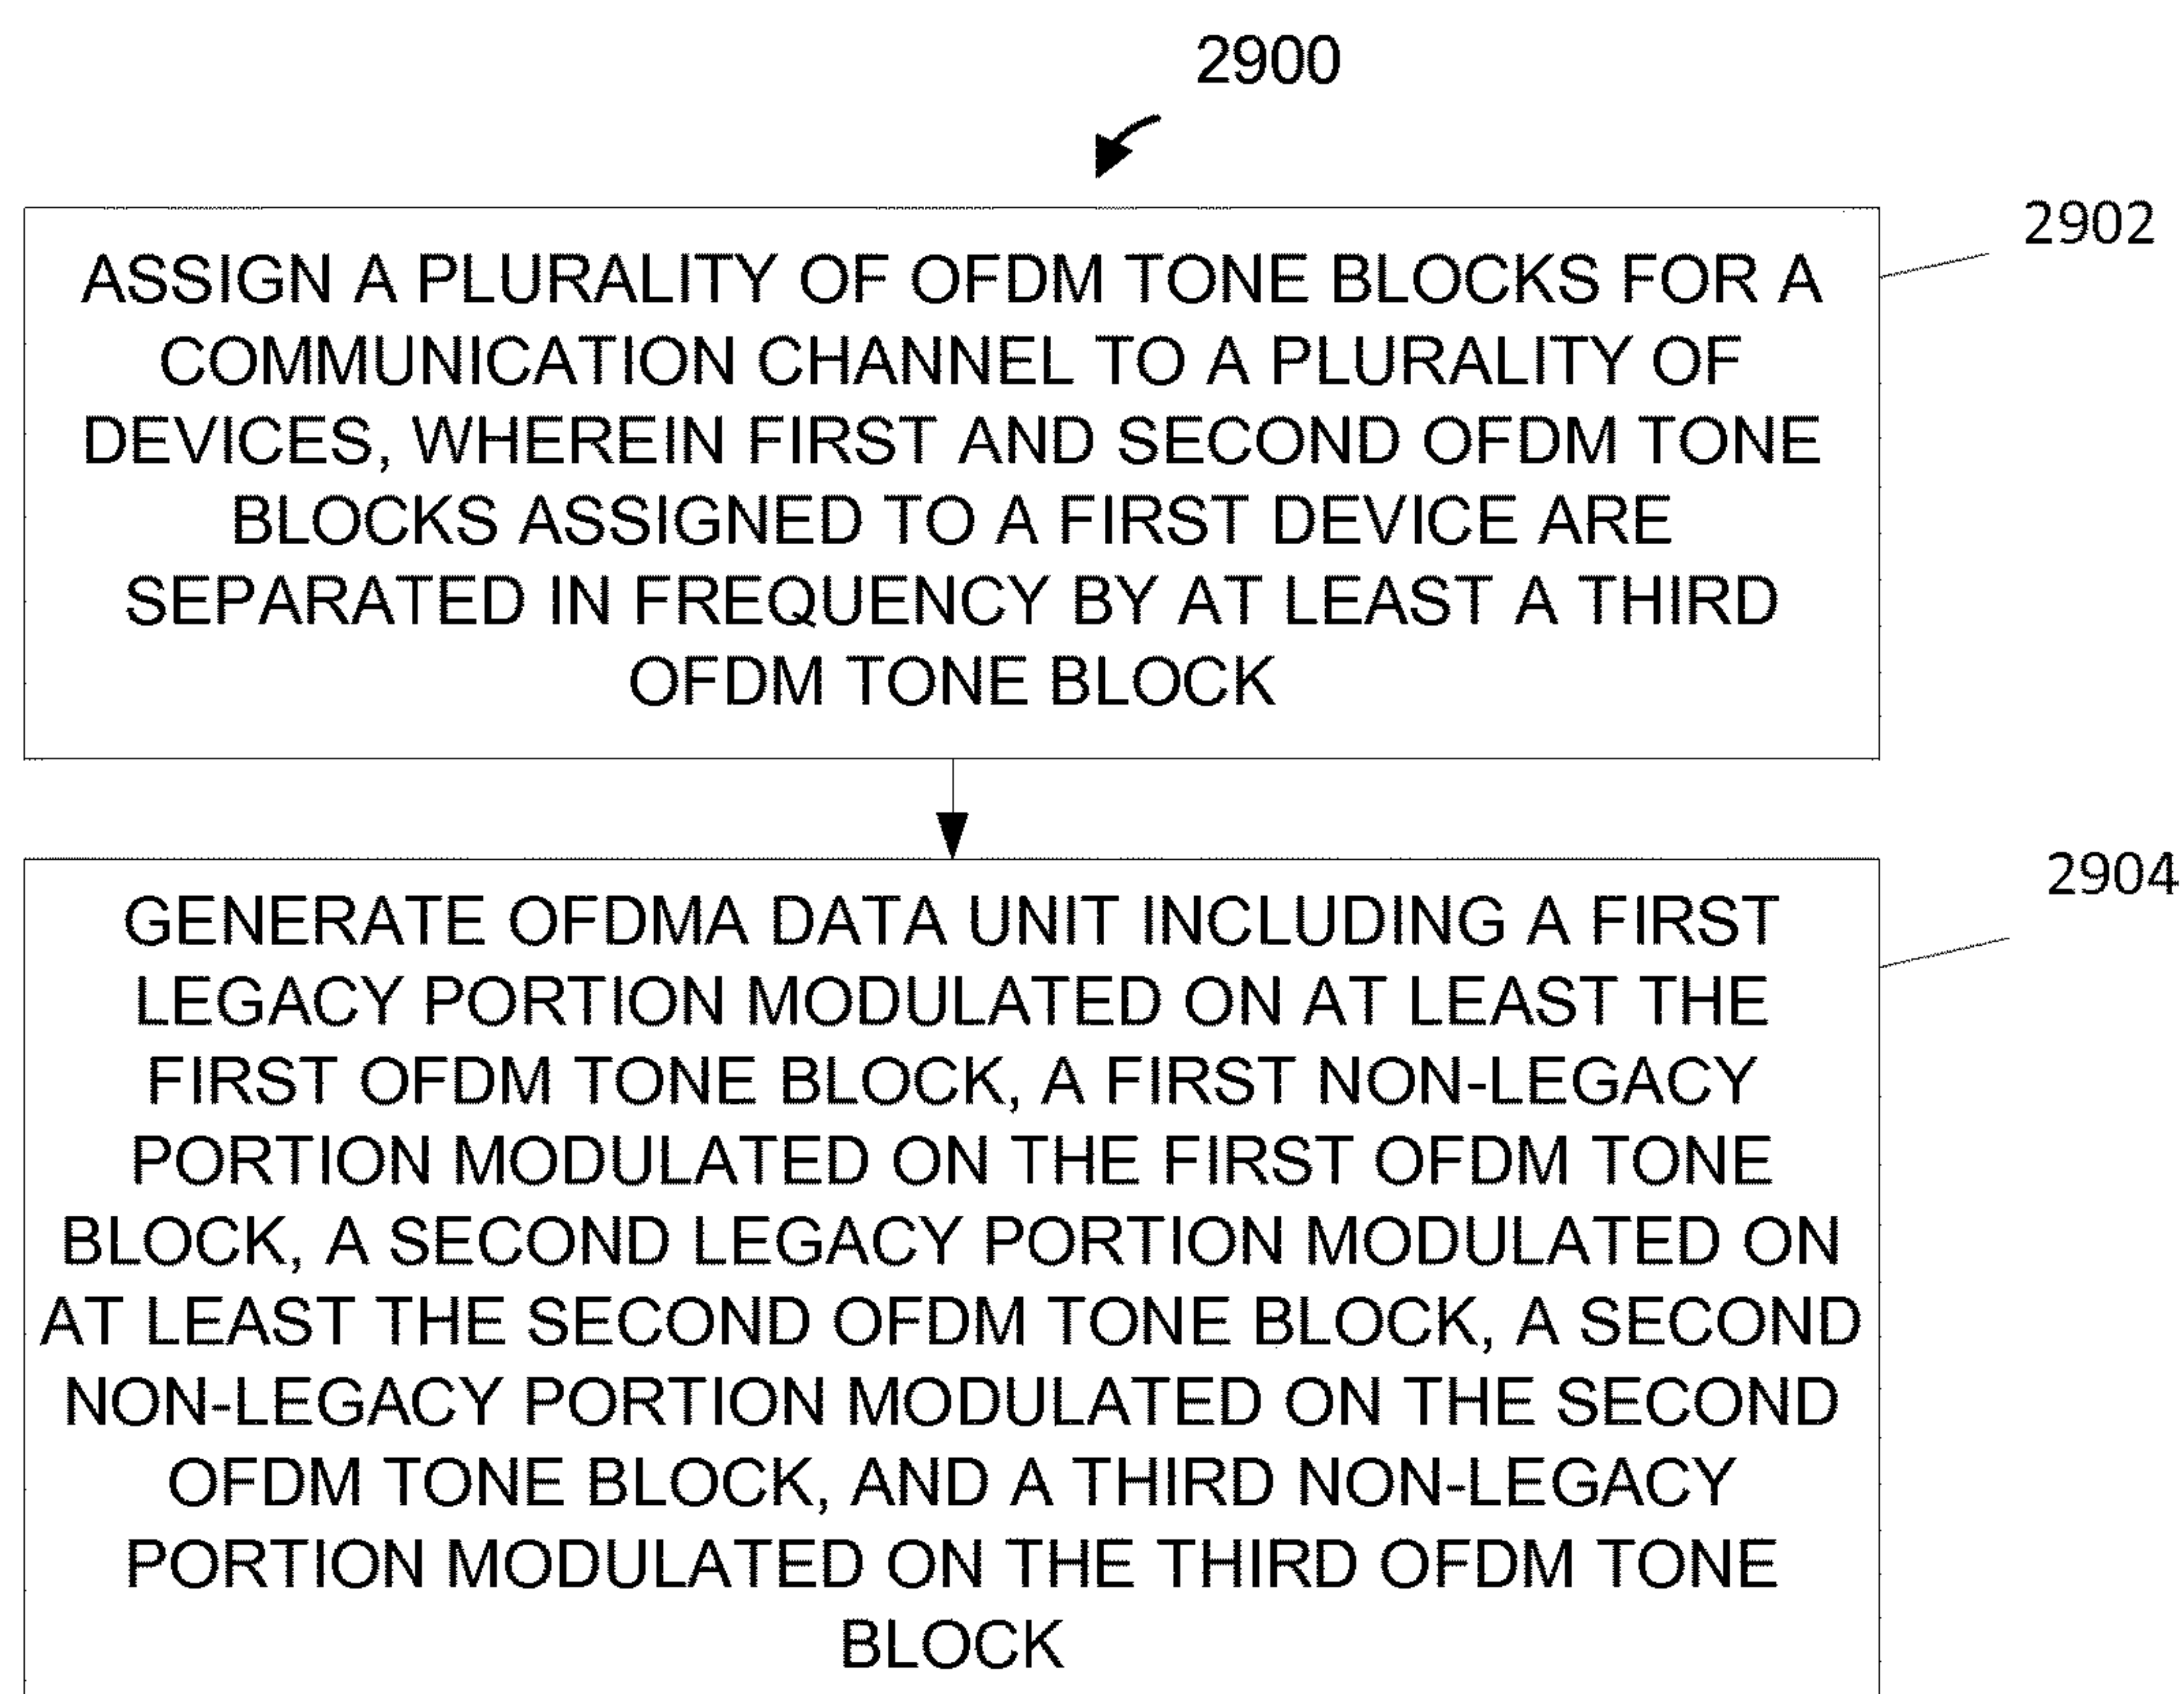 2900
2902
ASSIGN A PLURALITY OF OFDM TONE BLOCKS FOR A
COMMUNICATION CHANNEL TO A PLURALITY OF
DEVICES, WHEREIN FIRST AND SECOND OFDM TONE
BLOCKS ASSIGNED TO A FIRST DEVICE ARE
SEPARATED IN FREQUENCY BY AT LEAST A THIRD
OFDM TONE BLOCK
2904
GENERATE OFDMA DATA UNIT INCLUDING A FIRST
LEGACY PORTION MODULATED ON AT LEAST THE
FIRST OFDM TONE BLOCK, A FIRST NON-LEGACY
PORTION MODULATED ON THE FIRST OFDM TONE
BLOCK, A SECOND LEGACY PORTION MODULATED ON
AT LEAST THE SECOND OFDM TONE BLOCK, A SECOND
NON-LEGACY PORTION MODULATED ON THE SECOND
OFDM TONE BLOCK, AND A THIRD NON-LEGACY
PORTION MODULATED ON THE THIRD OFDM TONE
BLOCK